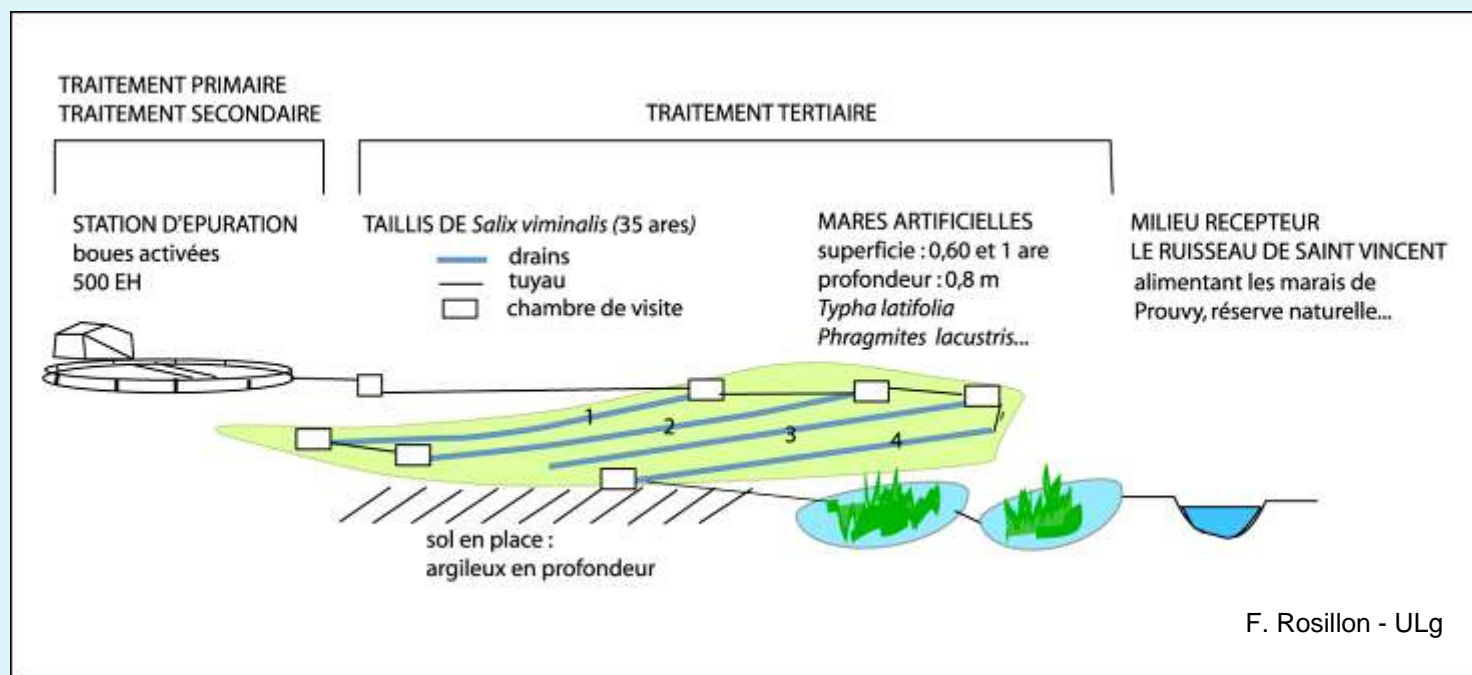 TRAITEMENT PRIMAIRE
TRAITEMENT SECONDAIRE
TRAITEMENT TERTIAIRE
STATION D'EPURATION
boues activées
500 EH
TAILLIS DE Salix viminalis (35 ares)
drains
tuyau
chambre de visite
MARES ARTIFICIELLES
superficie : 0,60 et 1 are
profondeur : 0,8 m
Typha latifolia
Phragmites lacustris...
MILIEU RECEPTEUR
LE RUISSEAU DE SAINT VINCENT
alimentant les marais de
Prouvy, réserve naturelle...
1
2
3
4
sol en place :
argileux en profondeur
F. Rosillon - ULg